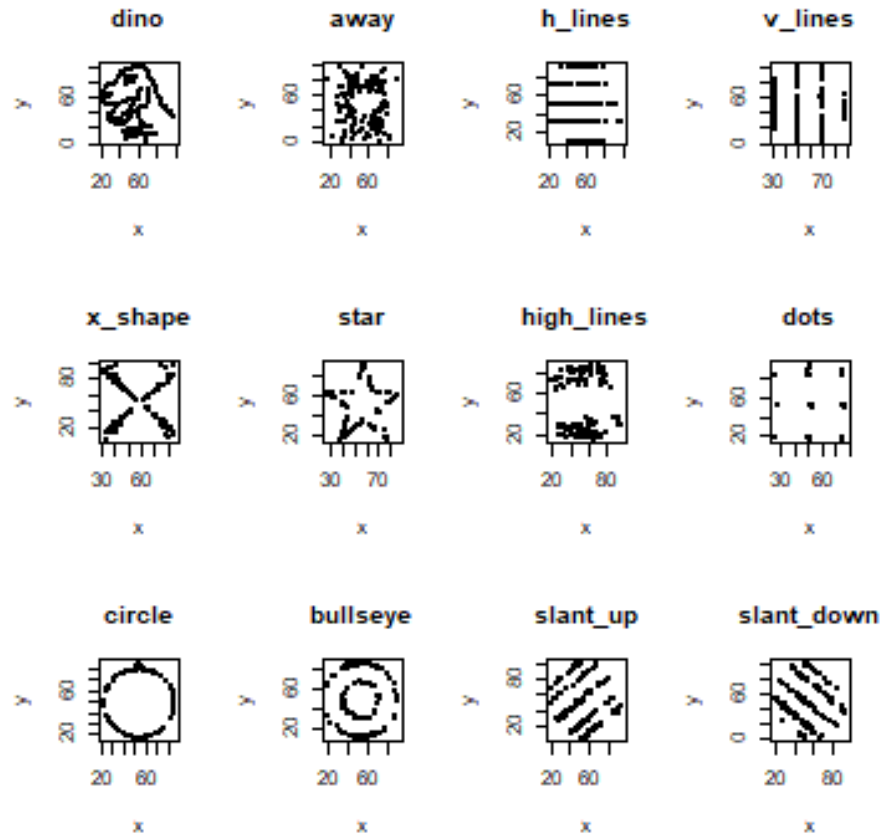 dino away h_lines v_lines
y 0 60 y 0 60 y 20 60 y 0 60
20 60 20 60 20 60 30 70
x x x x
x_shape star high_lines dots
y 20 80 y 20 60 y 20 60 y 20 60
30 60 30 70 20 80 30 60
x x x x
circle bullseye slant_up slant_down
y 20 60 y 20 60 y 20 80 y 0 60
20 60 20 60 20 60 20 80
x x x x